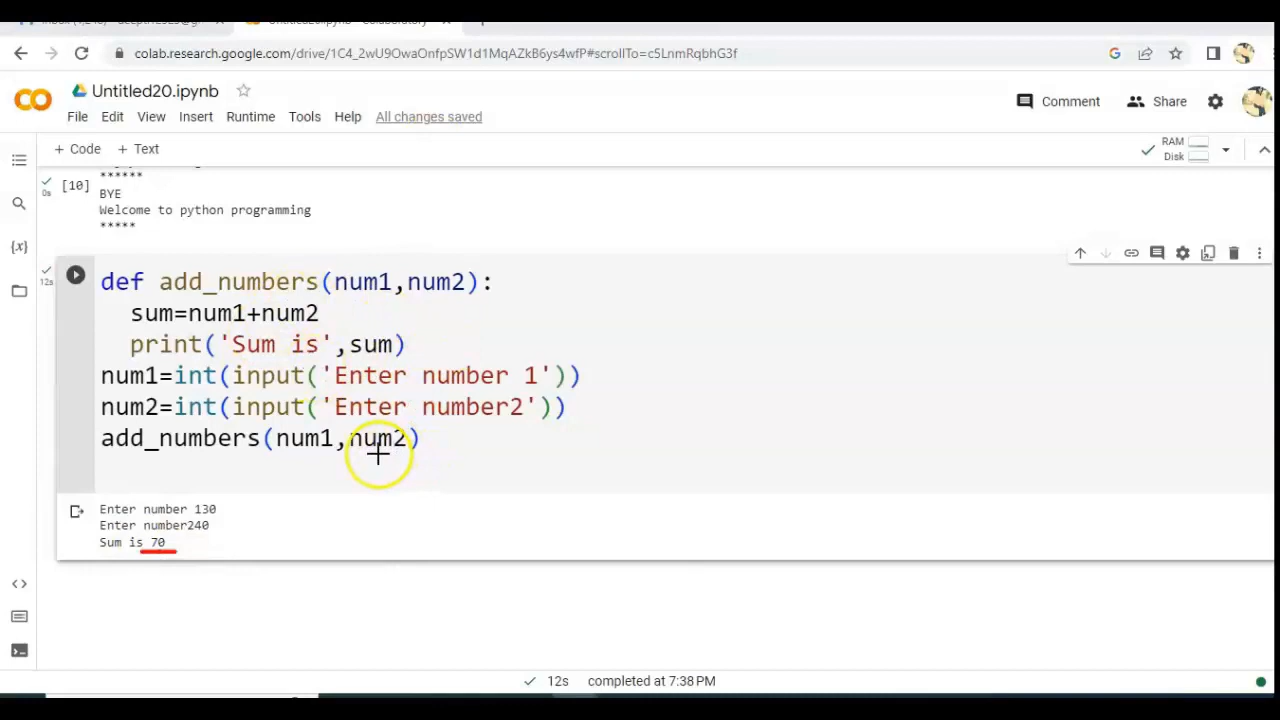 colab.research.google.com/drive/1C4_2wU9OwaOnfpSW1d1MqAZkB6ys4wfP#scrollTo=c5LnmRqbhG3f
Untitled20.ipynb
File Edit View Insert Runtime Tools Help All changes saved
Comment Share
+ Code + Text
RAM
Disk
******
[10] BYE
0s
Welcome to python programming
*****
12s
def add_numbers(num1,num2):
sum=num1+num2
print('Sum is',sum)
num1=int(input('Enter number 1'))
num2=int(input('Enter number2'))
add_numbers(num1,num2)
Enter number 130
Enter number240
Sum is 70
12s completed at 7:38 PM